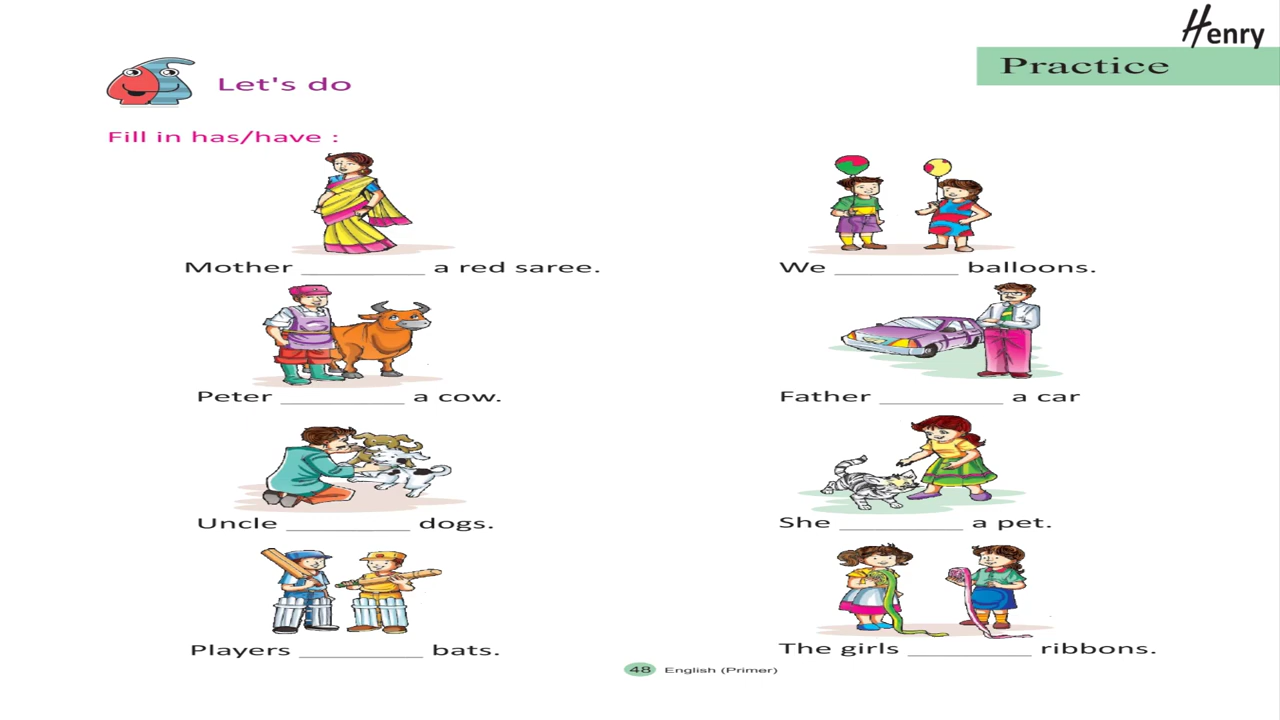 Henry
Practice
Let's do
Fill in has/have :
Mother __________ a red saree.
We __________ balloons.
Peter __________ a cow.
Father __________ a car
Uncle __________ dogs.
She __________ a pet.
Players __________ bats.
The girls __________ ribbons.
48 English (Primer)